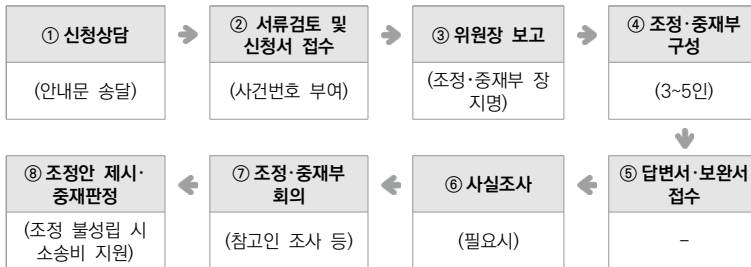 ① 신청상담
(안내문 송달)
② 서류검토 및
신청서 접수
(사건번호 부여)
③ 위원장 보고
(조정·중재부 장
지명)
④ 조정·중재부
구성
(3~5인)
⑤ 답변서·보완서
접수
–
⑥ 사실조사
(필요시)
⑦ 조정·중재부
회의
(참고인 조사 등)
⑧ 조정안 제시·
중재판정
(조정 불성립 시
소송비 지원)